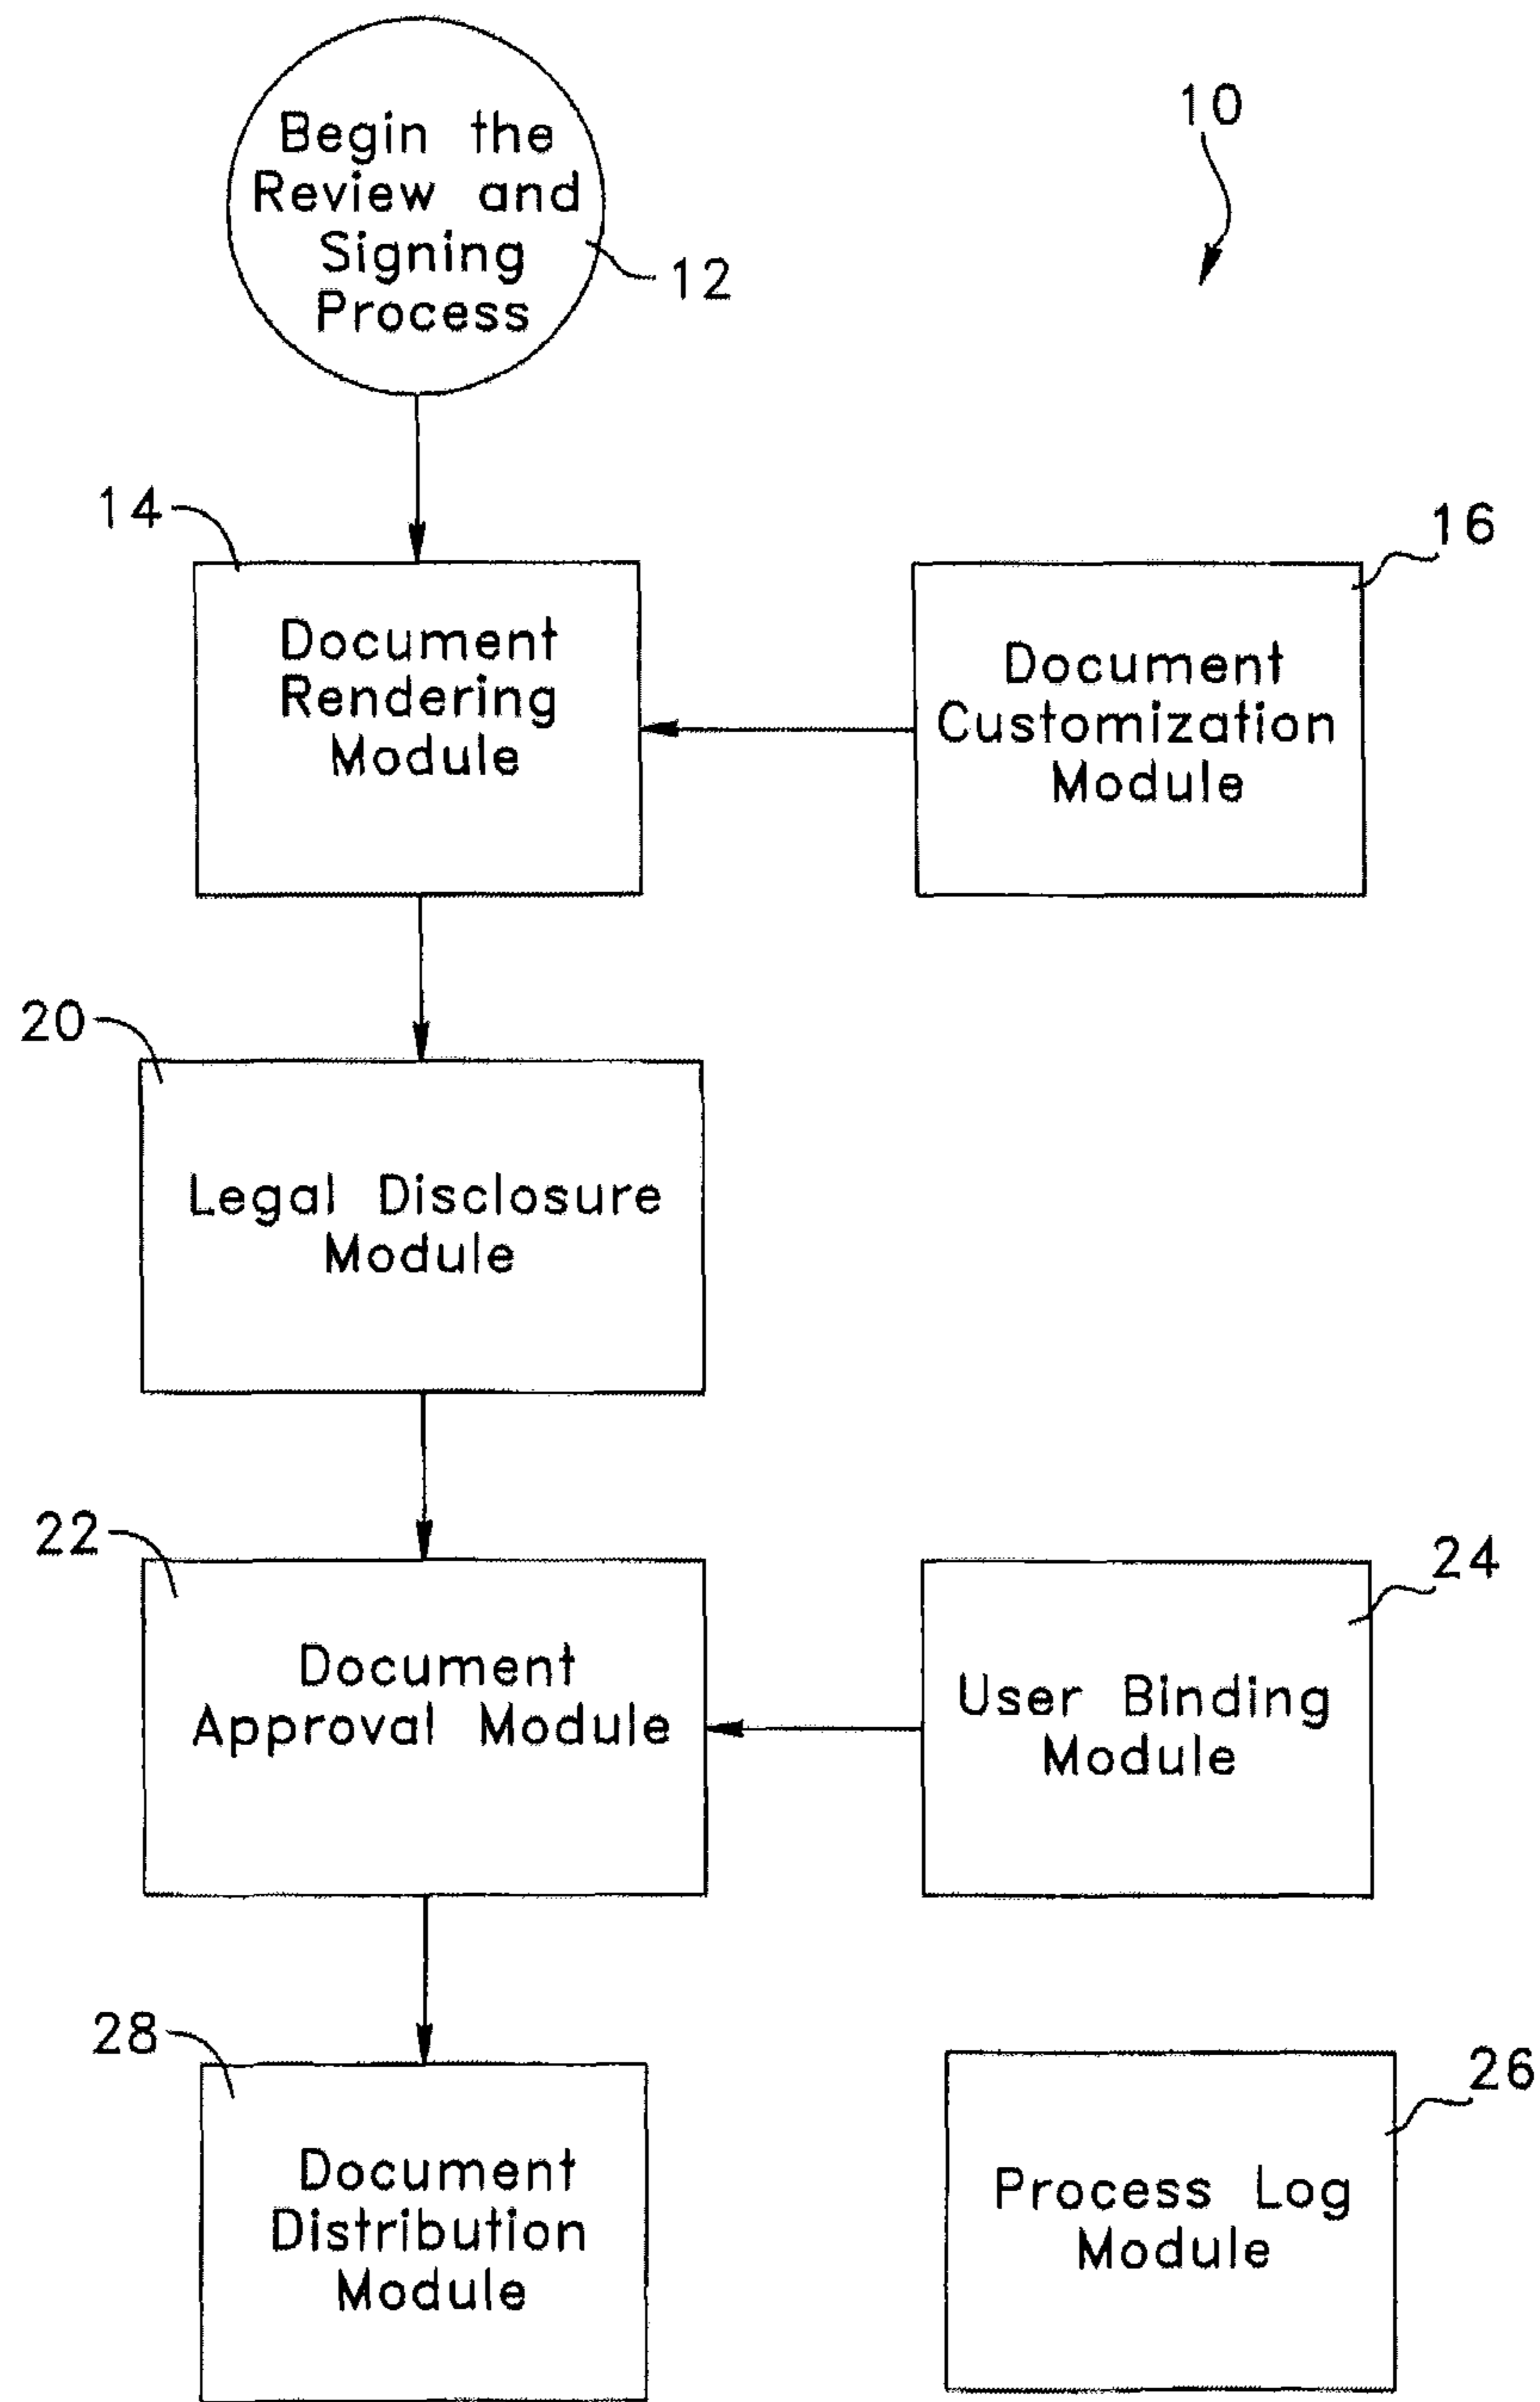 Begin the
Review and
Signing
Process
12
10
14
Document
Rendering
Module
16
Document
Customization
Module
20
Legal Disclosure
Module
22
Document
Approval Module
24
User Binding
Module
28
Document
Distribution
Module
26
Process Log
Module